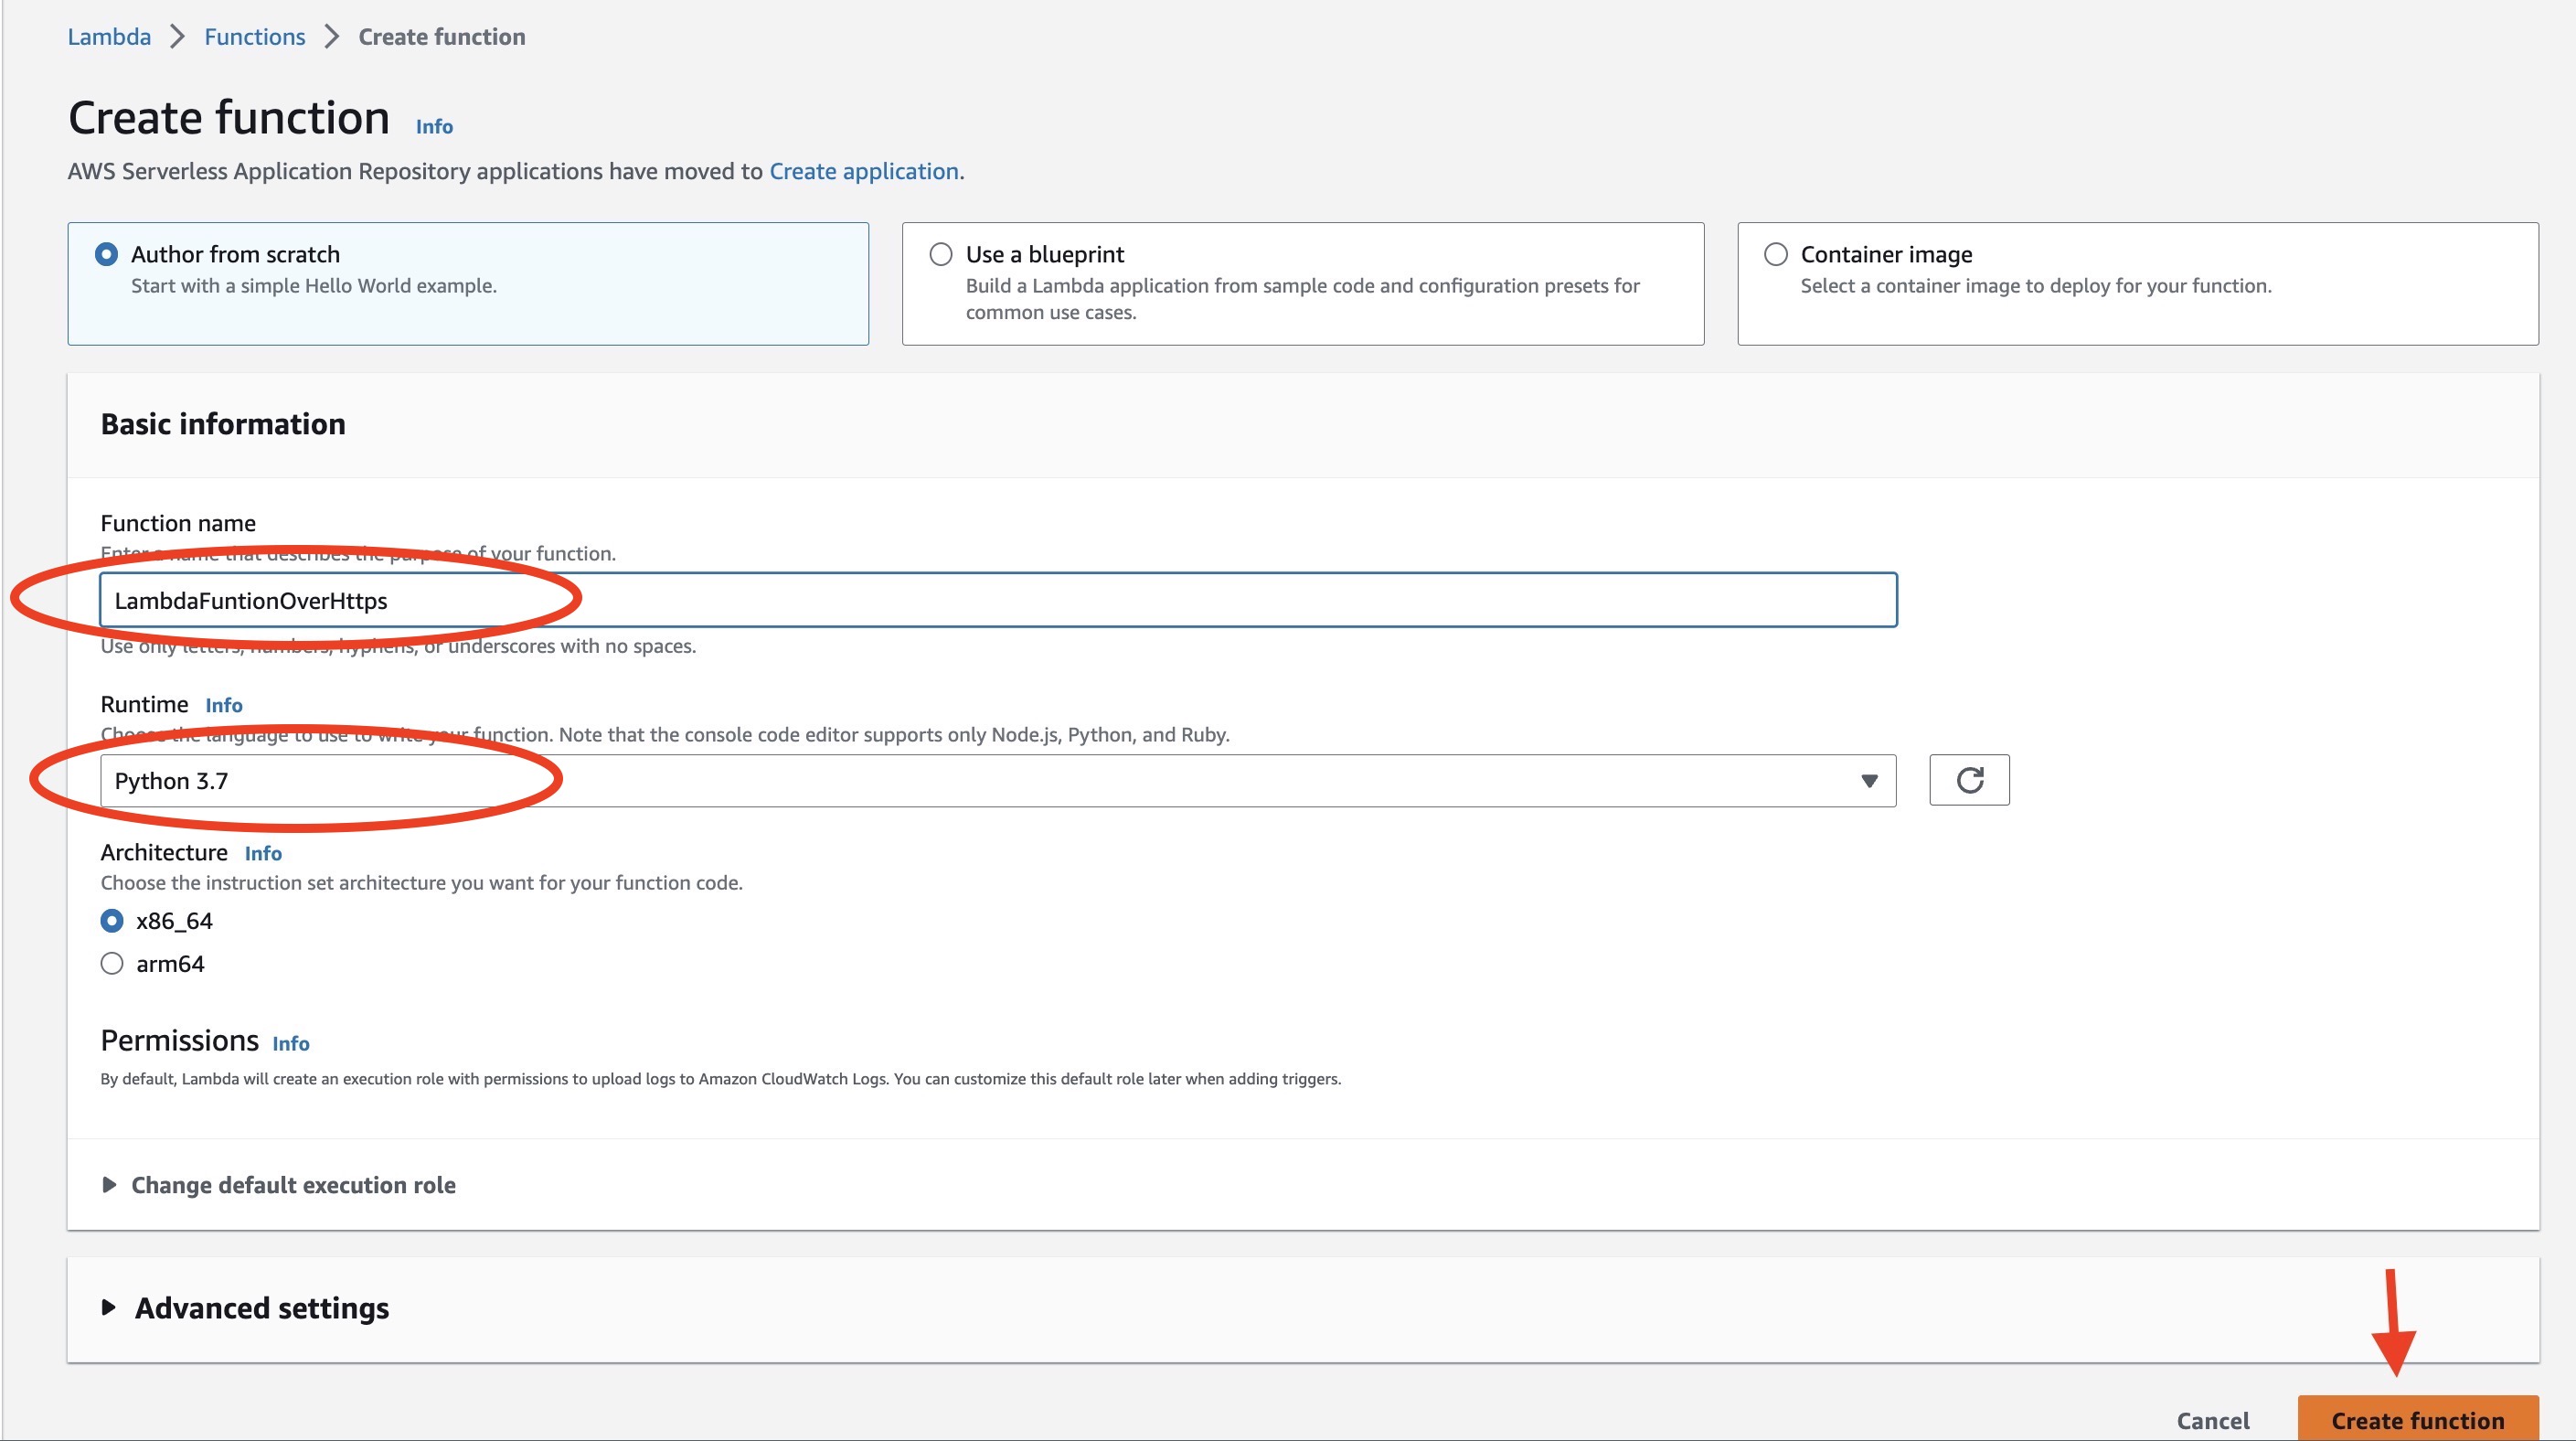 Lambda > Functions > Create function
Create function Info
AWS Serverless Application Repository applications have moved to Create application.
Author from scratch
Start with a simple Hello World example.
Use a blueprint
Build a Lambda application from sample code and configuration presets for
common use cases.
Container image
Select a container image to deploy for your function.
Basic information
Function name
Enter a name that describes the purpose of your function.
LambdaFuntionOverHttps
Use only letters, numbers, hyphens, or underscores with no spaces.
Runtime Info
Choose the language to use to write your function. Note that the console code editor supports only Node.js, Python, and Ruby.
Python 3.7
Architecture Info
Choose the instruction set architecture you want for your function code.
x86_64
arm64
Permissions Info
By default, Lambda will create an execution role with permissions to upload logs to Amazon CloudWatch Logs. You can customize this default role later when adding triggers.
Change default execution role
Advanced settings
Cancel Create function